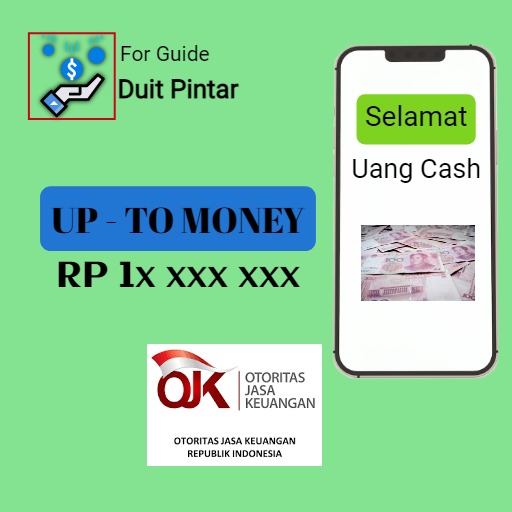 For Guide
Duit Pintar
Selamat
Uang Cash
UP - TO MONEY
RP 1x xxx xxx
100
OJK
OTORITAS
JASA
KEUANGAN
OTORITAS JASA KEUANGAN
REPUBLIK INDONESIA